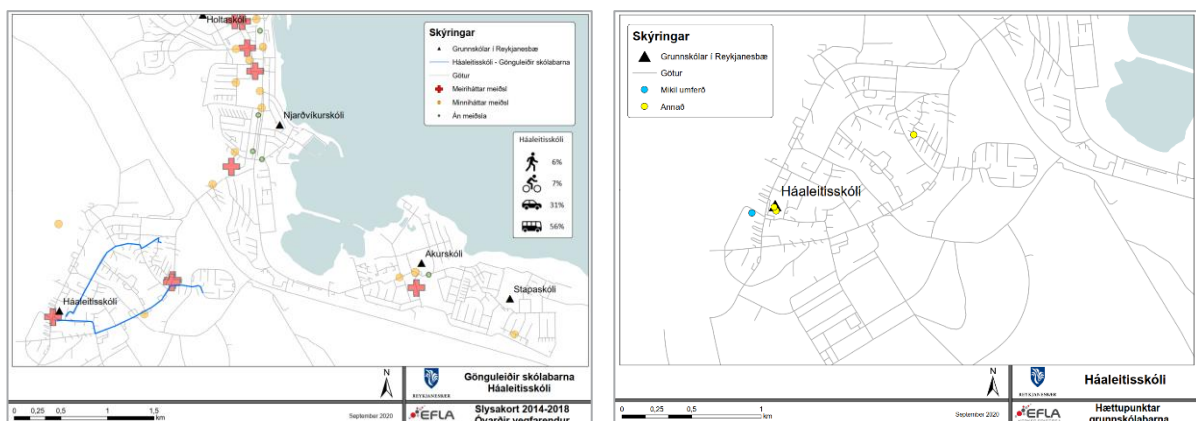 Holtaskóli
Njarðvíkurskóli
Akurskóli
Stapaskóli
Háaleitisskóli
Skýringar
Grunnskólar í Reykjanesbæ
Háaleitisskóli - Gönguleiðir skólabarna
Götur
Meiriháttar meiðsl
Minniháttar meiðsl
Án meiðsla
Háaleitisskóli
6%
7%
31%
56%
0 0,25 0,5 1 1,5
km
September 2020
N
REYKJANESBÆR
EFLA
Gönguleiðir skólabarna
Háaleitisskóli
Slysakort 2014-2018
Óvarðir vegfarendur
Skýringar
Grunnskólar í Reykjanesbæ
Götur
Mikil umferð
Annað
Háaleitisskóli
0 0,25 0,5 1
km
September 2020
N
REYKJANESBÆR
EFLA
Háaleitisskóli
Hættupunktar
grunnskólabarna